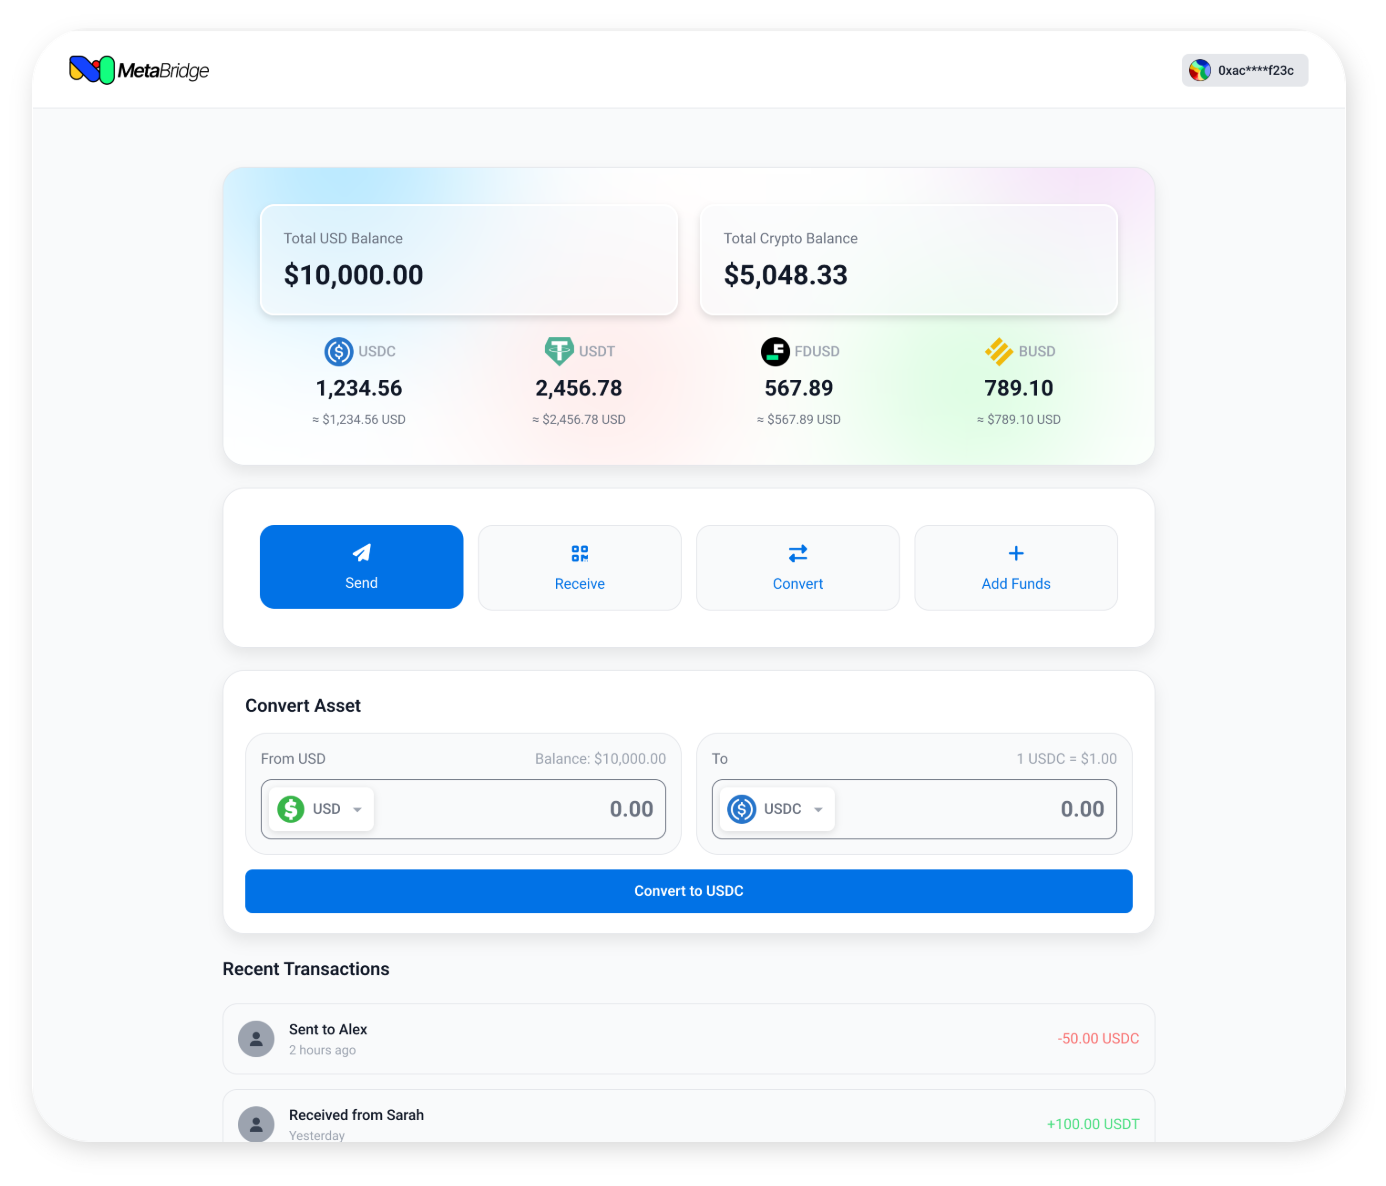 MetaBridge
0xac****f23c
Total USD Balance
$10,000.00
Total Crypto Balance
$5,048.33
USDC
1,234.56
≈ $1,234.56 USD
USDT
2,456.78
≈ $2,456.78 USD
FDUSD
567.89
≈ $567.89 USD
BUSD
789.10
≈ $789.10 USD
Send
Receive
Convert
Add Funds
Convert Asset
From USD
Balance: $10,000.00
USD
0.00
To
1 USDC = $1.00
USDC
0.00
Convert to USDC
Recent Transactions
Sent to Alex
2 hours ago
-50.00 USDC
Received from Sarah
Yesterday
+100.00 USDT